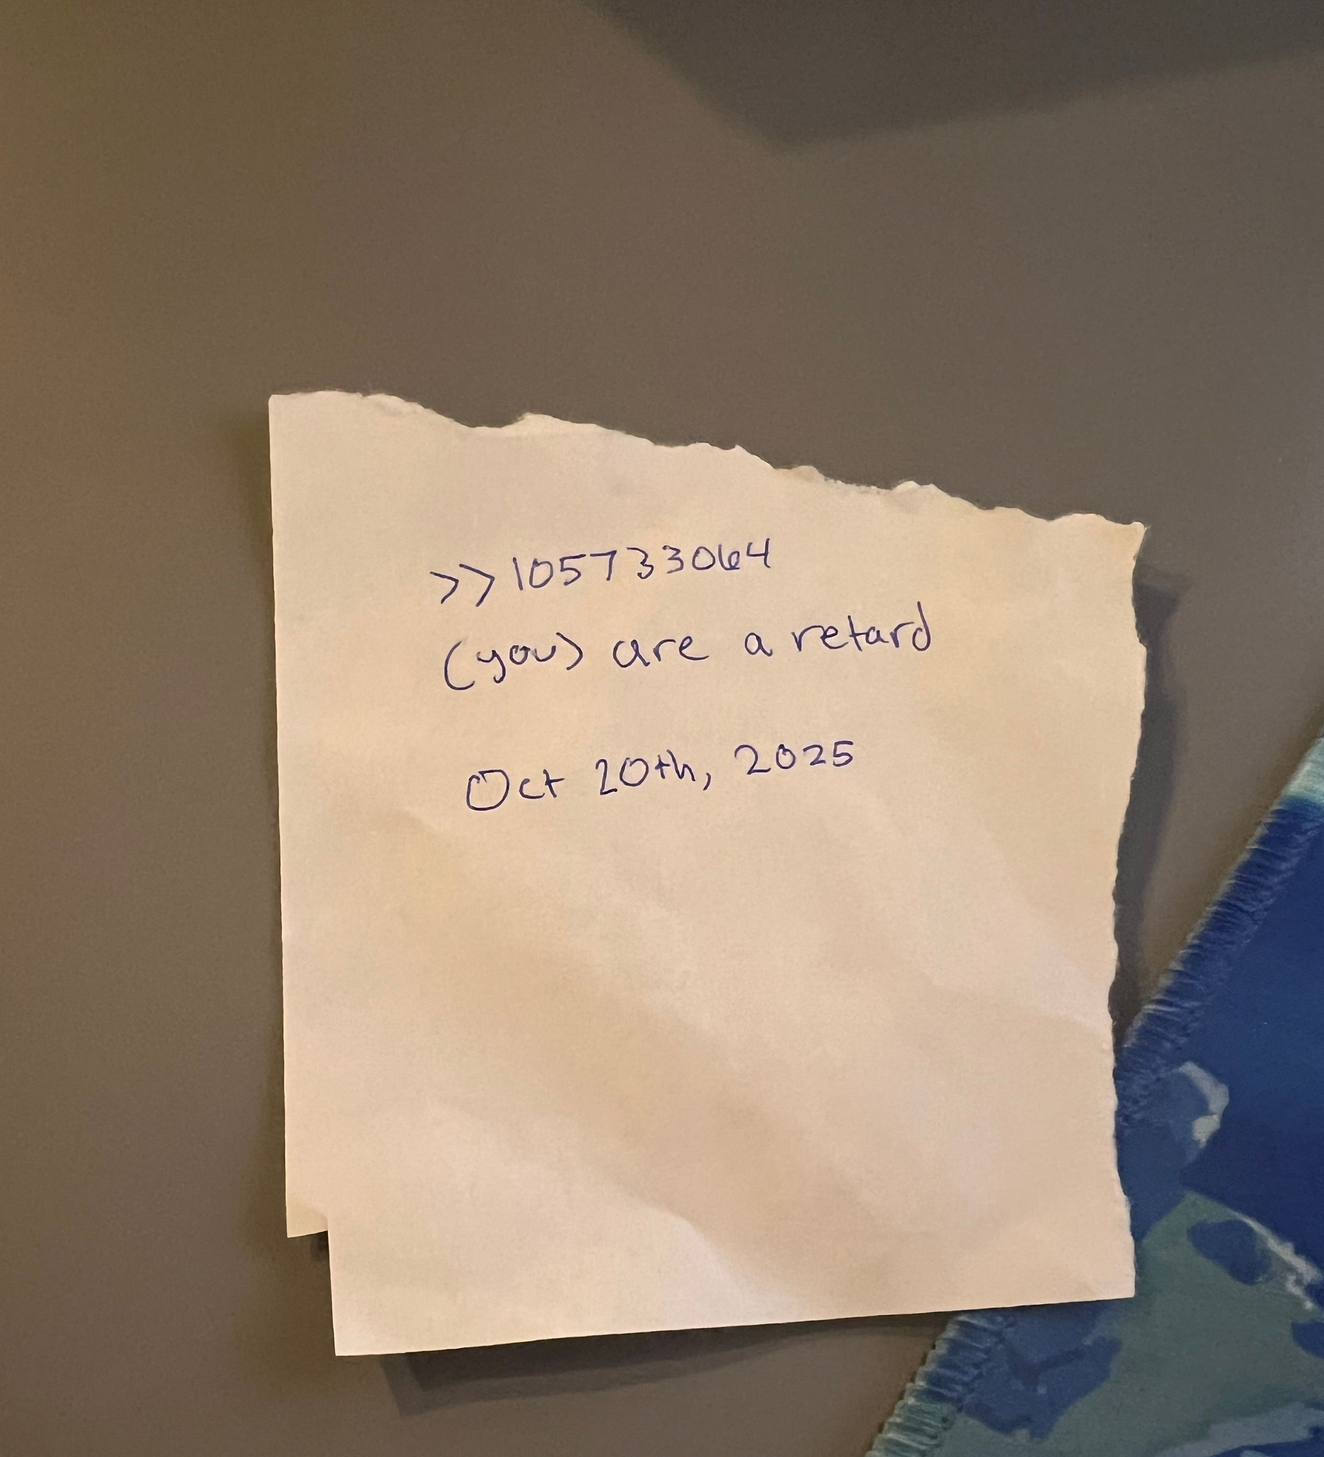 >>105733064
(you) are a retard
Oct 20th, 2025